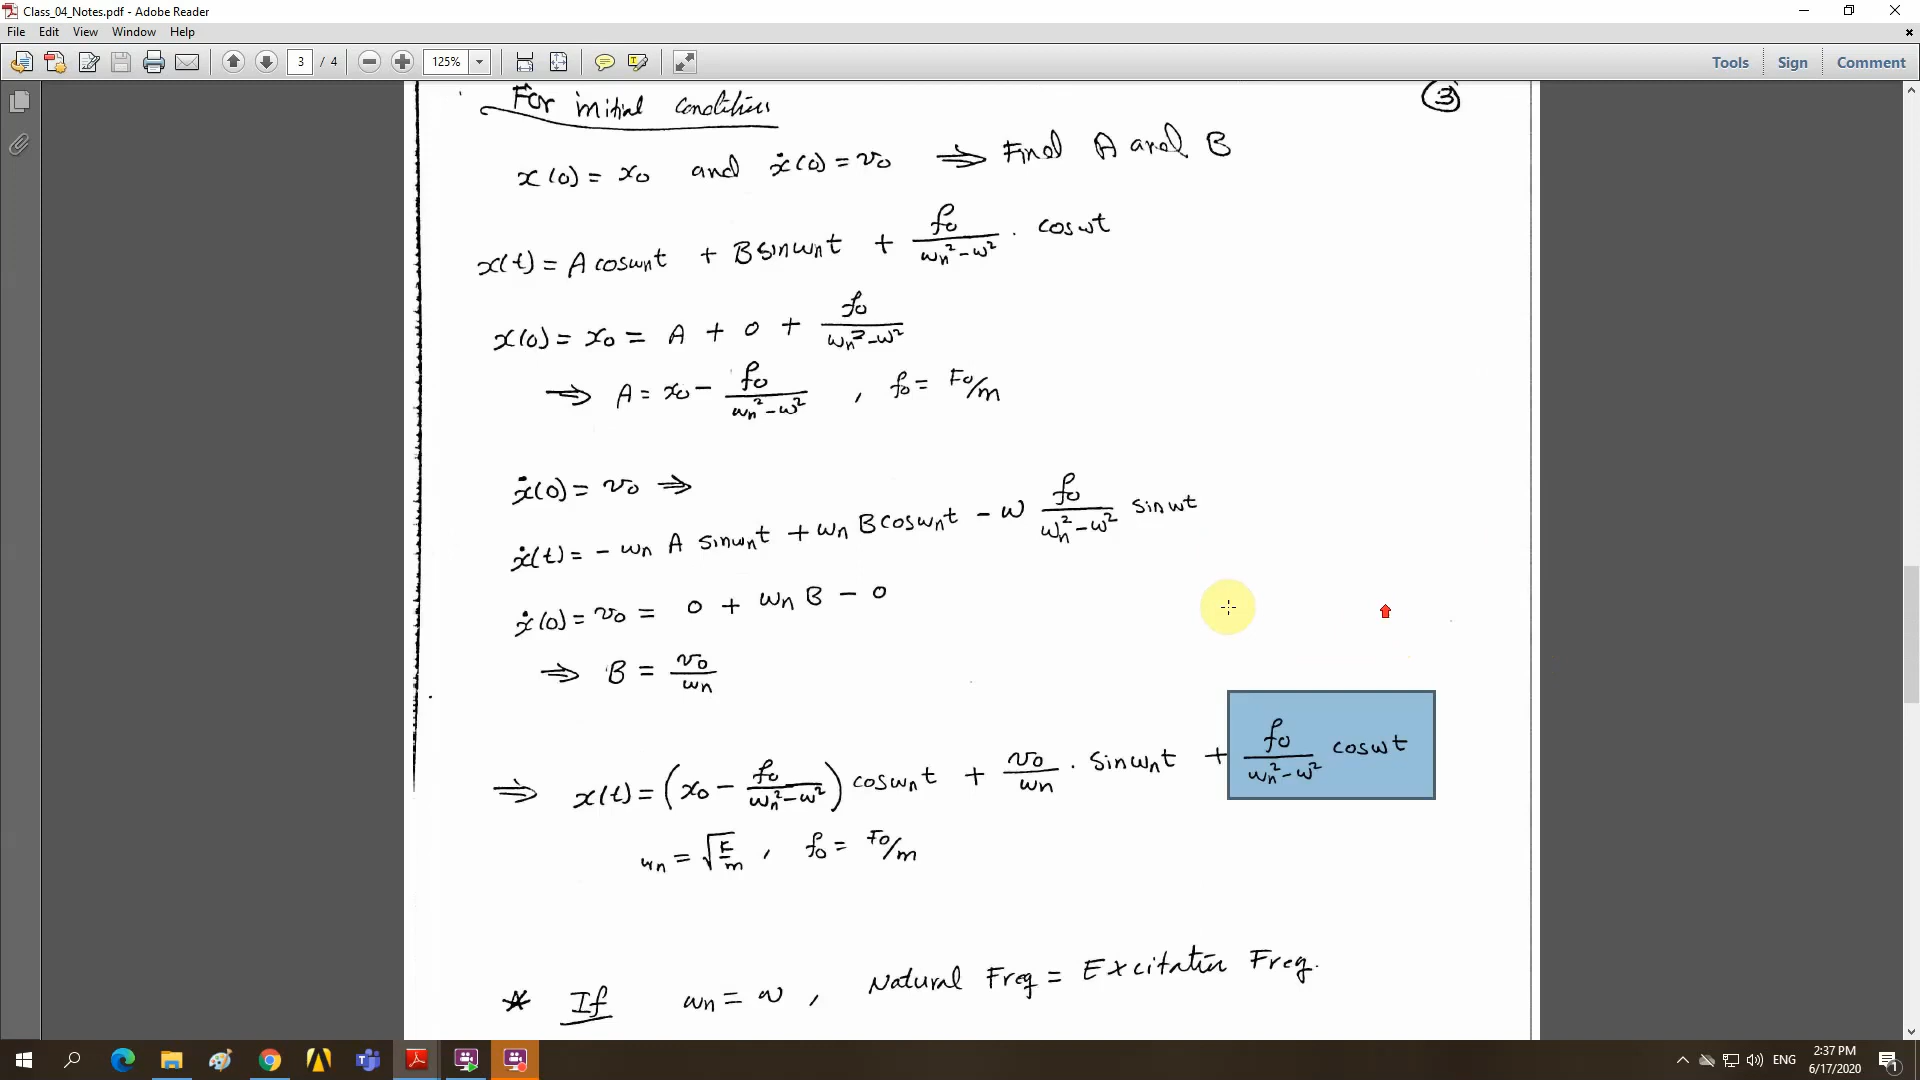 Class_04_Notes.pdf - Adobe Reader
File Edit View Window Help
3 / 4 125% Tools Sign Comment
For initial condition
③
x(0) = x₀ and ẋ(0) = v₀ ⇒ Find A and B
x(t) = A cosωₙt + B sinωₙt + f₀/(ωₙ² - ω²) · cosωt
x(0) = x₀ = A + 0 + f₀/(ωₙ² - ω²)
⇒ A = x₀ - f₀/(ωₙ² - ω²) , f₀ = F₀/m
ẋ(0) = v₀ ⇒
ẋ(t) = - ωₙ A sinωₙt + ωₙ B cosωₙt - ω f₀/(ωₙ² - ω²) sinωt
ẋ(0) = v₀ = 0 + ωₙ B - 0
⇒ B = v₀/ωₙ
⇒ x(t) = (x₀ - f₀/(ωₙ² - ω²)) cosωₙt + v₀/ωₙ · sinωₙt + f₀/(ωₙ² - ω²) cosωt
ωₙ = √(k/m) , f₀ = F₀/m
* If ωₙ = ω , Natural Freq = Excitation Freq.
ENG
2:37 PM
6/17/2020
1